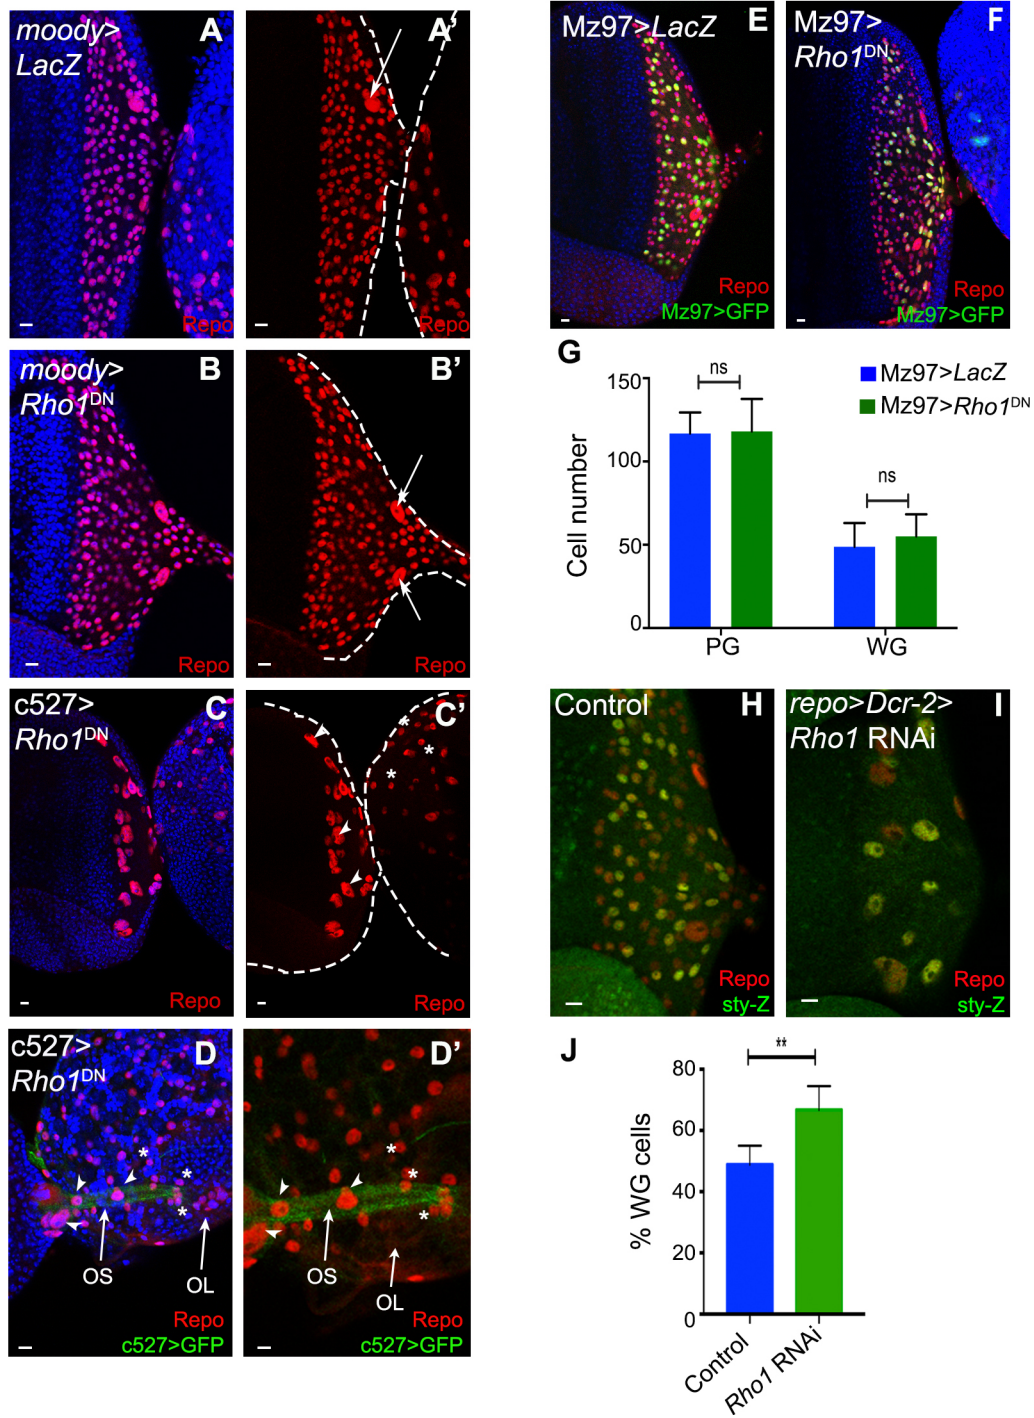 moody>
LacZ
A
Repo
A’
Repo
moody>
Rho1DN
B
Repo
B’
Repo
c527>
Rho1DN
C
Repo
C’
*
*
*
Repo
c527>
Rho1DN
D
*
*
*
OS
OL
Repo
c527>GFP
D’
*
*
*
OS
OL
Repo
c527>GFP
Mz97>LacZ
E
Repo
Mz97>GFP
Mz97>
Rho1DN
F
Repo
Mz97>GFP
G
Cell number
150
100
50
0
ns
ns
PG
WG
Mz97>LacZ
Mz97>Rho1DN
Control
H
Repo
sty-Z
repo>Dcr-2>
Rho1 RNAi
I
Repo
sty-Z
J
% WG cells
80
60
40
20
0
**
Control
Rho1 RNAi